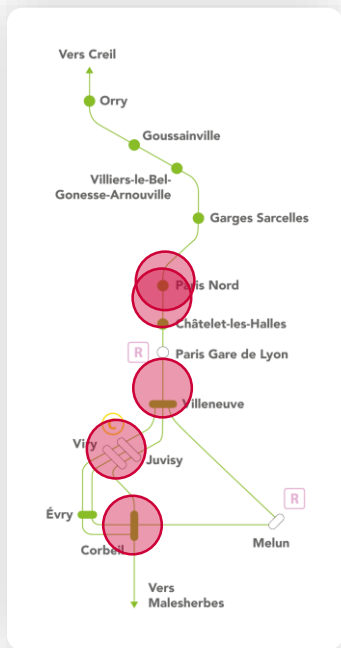 Vers Creil
Orry
Goussainville
Villiers-le-Bel-
Gonesse-Arnouville
Garges Sarcelles
Paris Nord
Châtelet-les-Halles
R
Paris Gare de Lyon
Villeneuve
C
Viry
Juvisy
R
Évry
Corbeil
Melun
Vers
Malesherbes